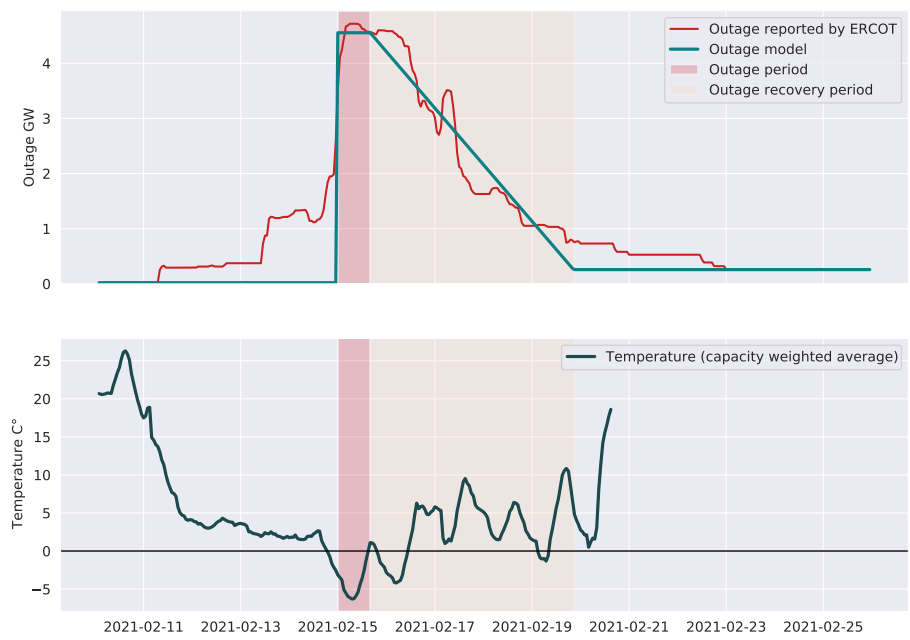 Outage GW
4
3
2
1
0
Outage reported by ERCOT
Outage model
Outage period
Outage recovery period
Temperature C°
25
20
15
10
5
0
−5
Temperature (capacity weighted average)
2021-02-11 2021-02-13 2021-02-15 2021-02-17 2021-02-19 2021-02-21 2021-02-23 2021-02-25